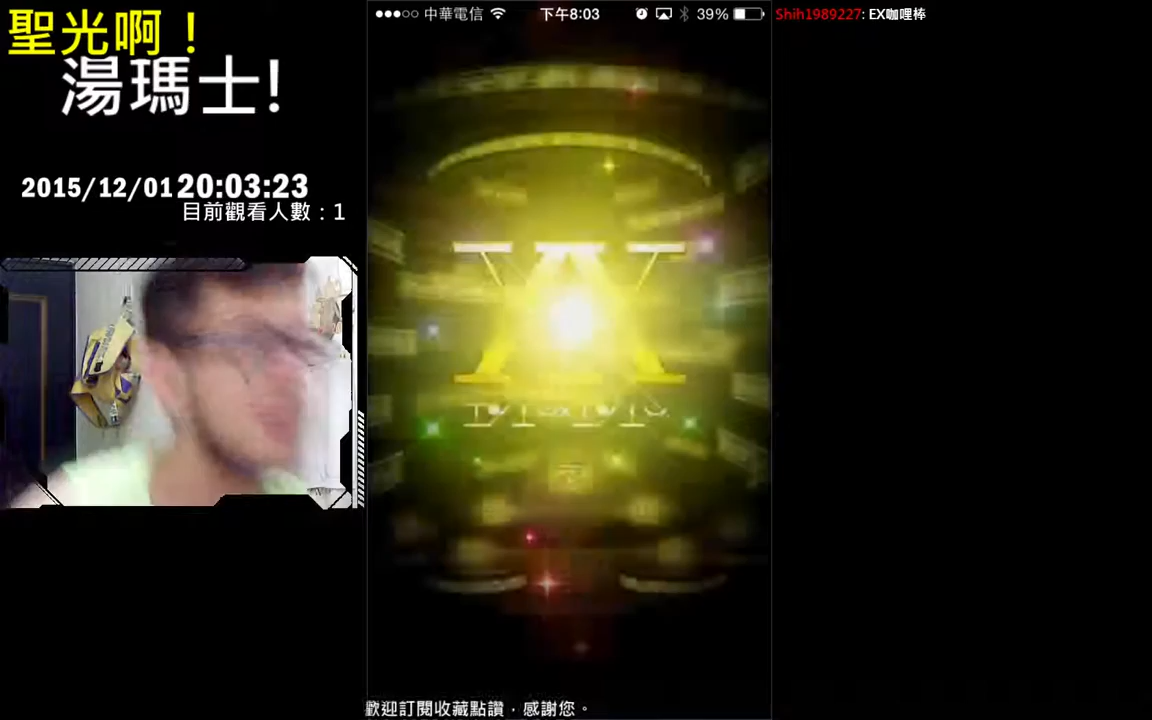 聖光啊！
湯瑪士!
2015/12/01 20:03:23
目前觀看人數：1
中華電信
下午8:03
39%
Shih1989227: EX咖哩棒
歡迎訂閱收藏點讚，感謝您。